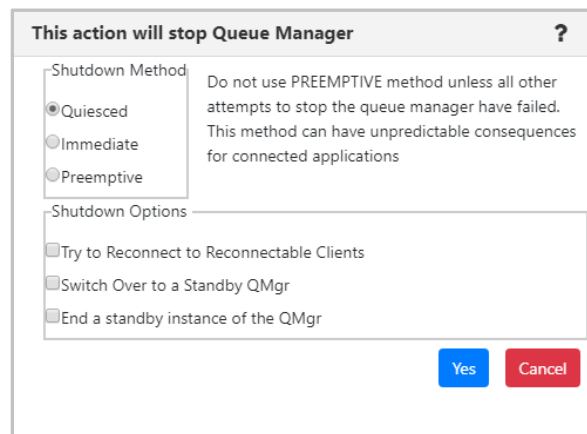 This action will stop Queue Manager ?
Shutdown Method
Quiesced
Immediate
Preemptive
Do not use PREEMPTIVE method unless all other
attempts to stop the queue manager have failed.
This method can have unpredictable consequences
for connected applications
Shutdown Options
Try to Reconnect to Reconnectable Clients
Switch Over to a Standby QMgr
End a standby instance of the QMgr
Yes Cancel